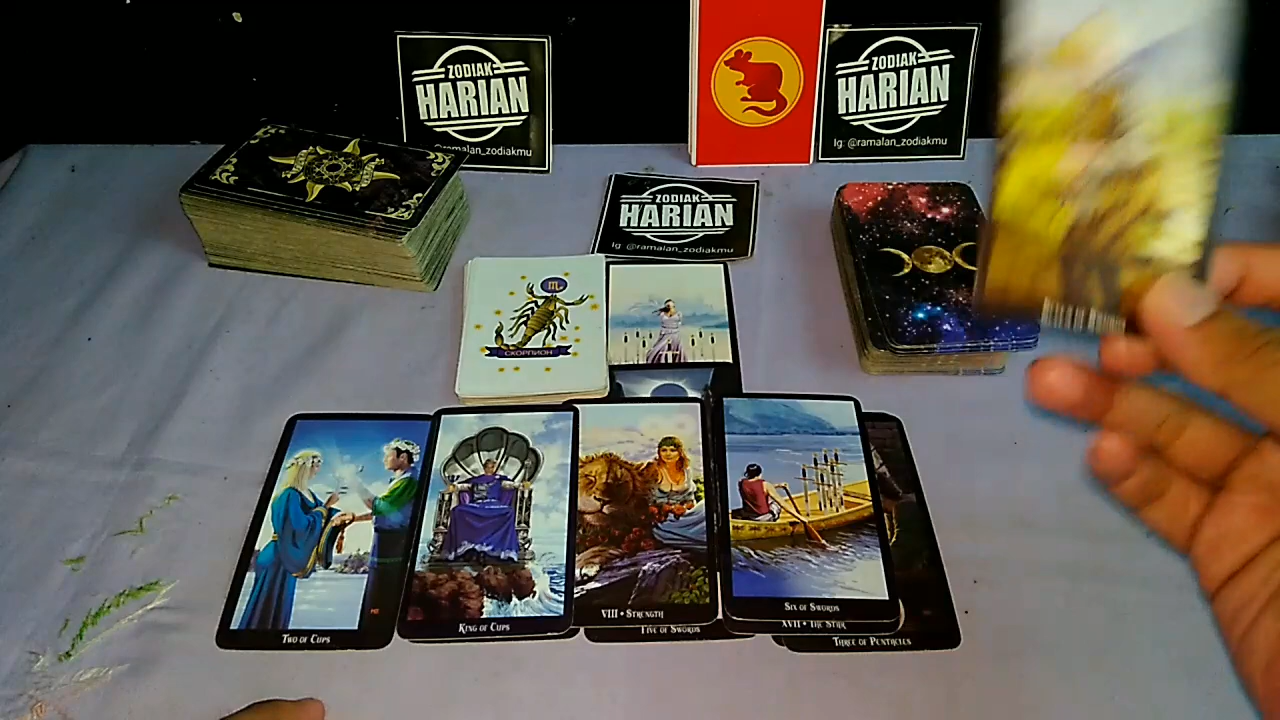 ZODIAK
HARIAN
@ramalan_zodiakmu
ZODIAK
HARIAN
Ig: @ramalan_zodiakmu
ZODIAK
HARIAN
Ig @ramalan_zodiakmu
СКОРПИОН
TWO OF CUPS
KING OF CUPS
VIII • STRENGTH
FIVE OF SWORDS
SIX OF SWORDS
XVII • THE STAR
THREE OF PENTACLES